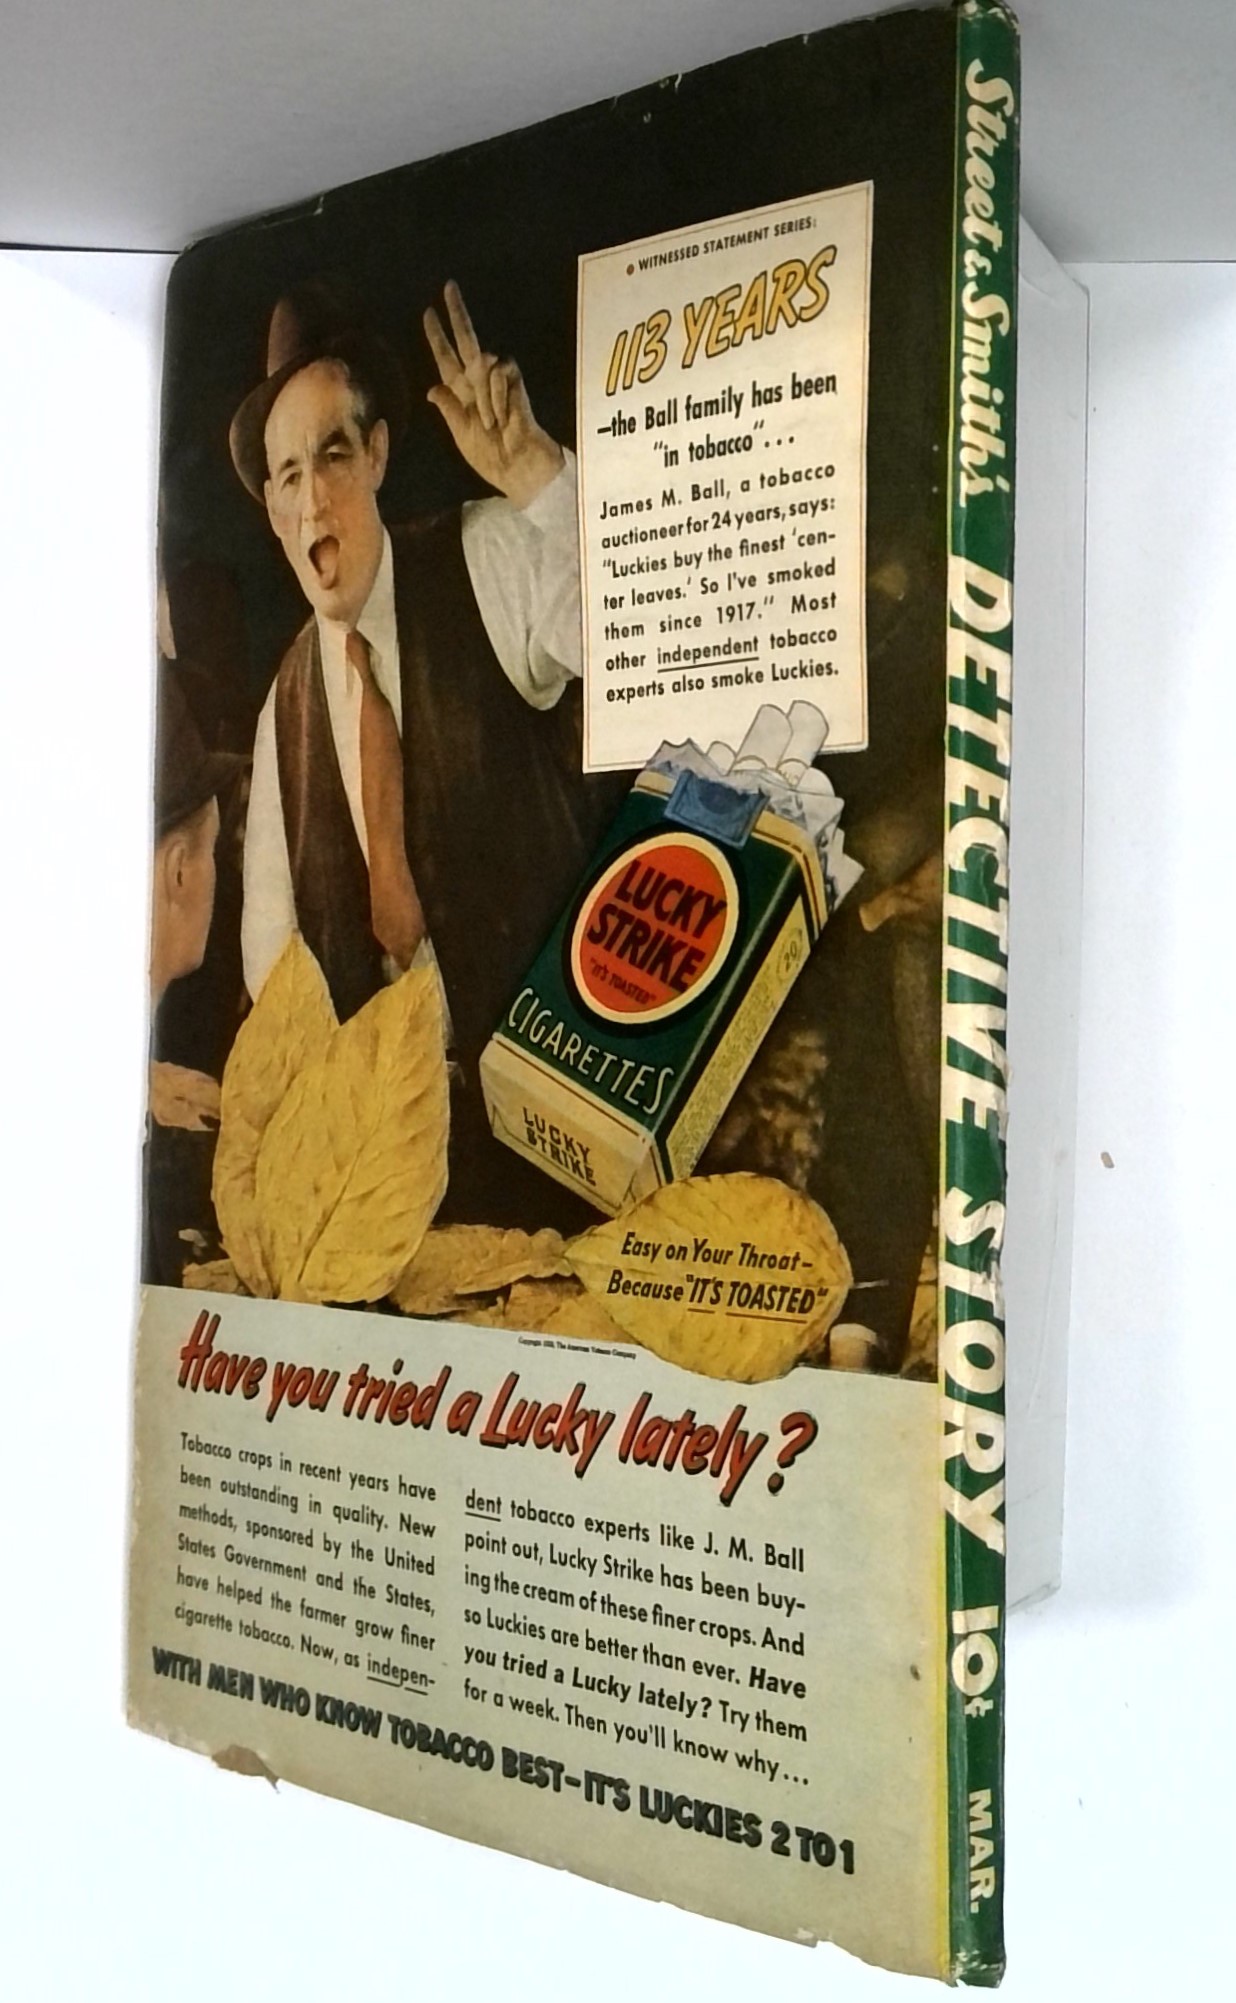 • WITNESSED STATEMENT SERIES:
113 YEARS
—the Ball family has been
"in tobacco"...
James M. Ball, a tobacco
auctioneer for 24 years, says:
"Luckies buy the finest 'cen-
ter leaves.' So I've smoked
them since 1917." Most
other independent tobacco
experts also smoke Luckies.
LUCKY
STRIKE
"IT'S TOASTED"
CIGARETTES
LUCKY
STRIKE
20
Easy on Your Throat—
Because "IT'S TOASTED"
The American Tobacco Company
Have you tried a Lucky lately?
Tobacco crops in recent years have
been outstanding in quality. New
methods, sponsored by the United
States Government and the States,
have helped the farmer grow finer
cigarette tobacco. Now, as indepen-
dent tobacco experts like J. M. Ball
point out, Lucky Strike has been buy-
ing the cream of these finer crops. And
so Luckies are better than ever. Have
you tried a Lucky lately? Try them
for a week. Then you'll know why...
WITH MEN WHO KNOW TOBACCO BEST—IT'S LUCKIES 2 TO 1
Street & Smith's DETECTIVE STORY 10¢ MAR.